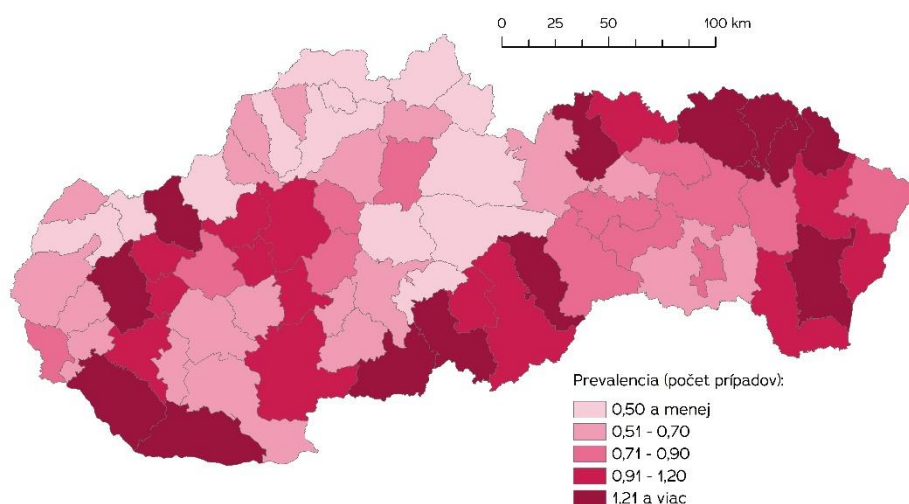 0 25 50 100 km
Prevalencia (počet prípadov):
0,50 a menej
0,51 - 0,70
0,71 - 0,90
0,91 - 1,20
1,21 a viac